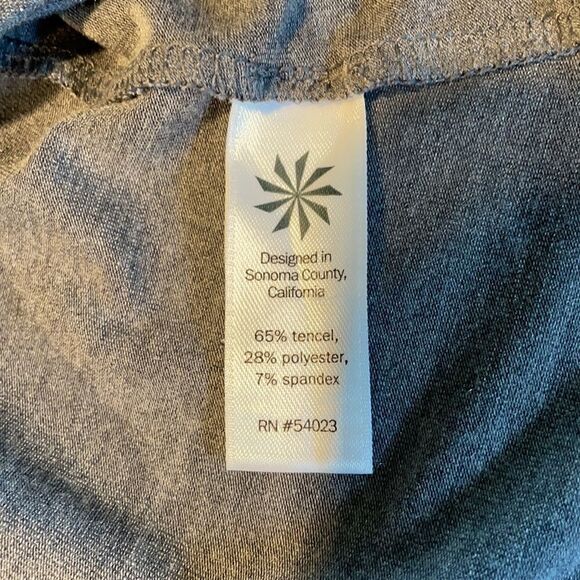 Designed in
Sonoma County,
California
65% tencel,
28% polyester,
7% spandex
RN #54023